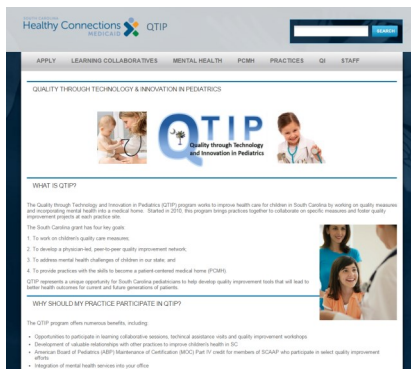 SOUTH CAROLINA
Healthy Connections
MEDICAID
QTIP
SEARCH
APPLY LEARNING COLLABORATIVES MENTAL HEALTH PCMH PRACTICES QI STAFF
QUALITY THROUGH TECHNOLOGY & INNOVATION IN PEDIATRICS
QTIP
Quality through Technology
and Innovation in Pediatrics
WHAT IS QTIP?
The Quality through Technology and Innovation in Pediatrics (QTIP) program works to improve health care for children in South Carolina by working on quality measures
and incorporating mental health into a medical home. Started in 2010, this program brings practices together to collaborate on specific measures and foster quality
improvement projects at each practice site.
The South Carolina grant has four key goals:
1. To work on children's quality care measures;
2. To develop a physician-led, peer-to-peer quality improvement network;
3. To address mental health challenges of children in our state; and
4. To provide practices with the skills to become a patient-centered medical home (PCMH)
QTIP represents a unique opportunity for South Carolina pediatricians to help develop quality improvement tools that will lead to
better health outcomes for current and future generations of patients.
WHY SHOULD MY PRACTICE PARTICIPATE IN QTIP?
The QTIP program offers numerous benefits, including:
• Opportunities to participate in learning collaborative sessions, technical assistance visits and quality improvement workshops
• Development of valuable relationships with other practices to improve children's health in SC
• American Board of Pediatrics (ABP) Maintenance of Certification (MOC) Part IV credit for members of SCAAP who participate in select quality improvement
efforts
• Integration of mental health services into your office